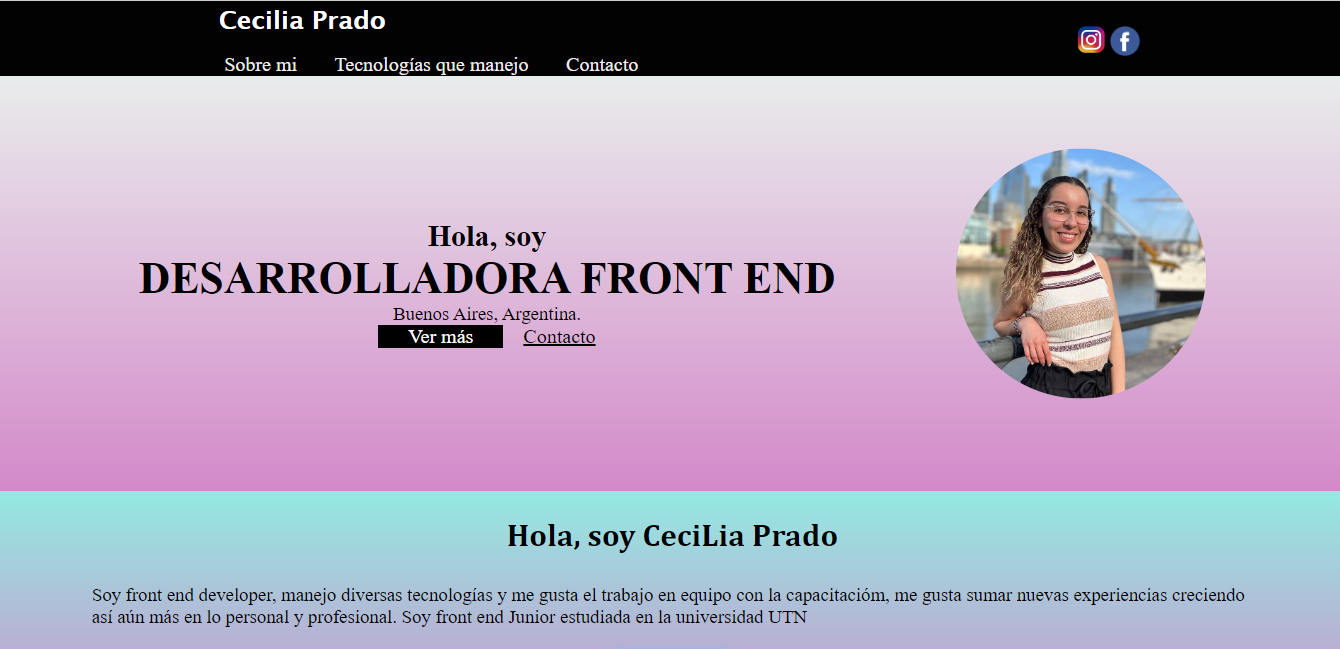 Cecilia Prado
Sobre mi Tecnologías que manejo Contacto
Hola, soy
DESARROLLADORA FRONT END
Buenos Aires, Argentina.
Ver más Contacto
Hola, soy CeciLia Prado
Soy front end developer, manejo diversas tecnologías y me gusta el trabajo en equipo con la capacitacióm, me gusta sumar nuevas experiencias creciendo
así aún más en lo personal y profesional. Soy front end Junior estudiada en la universidad UTN